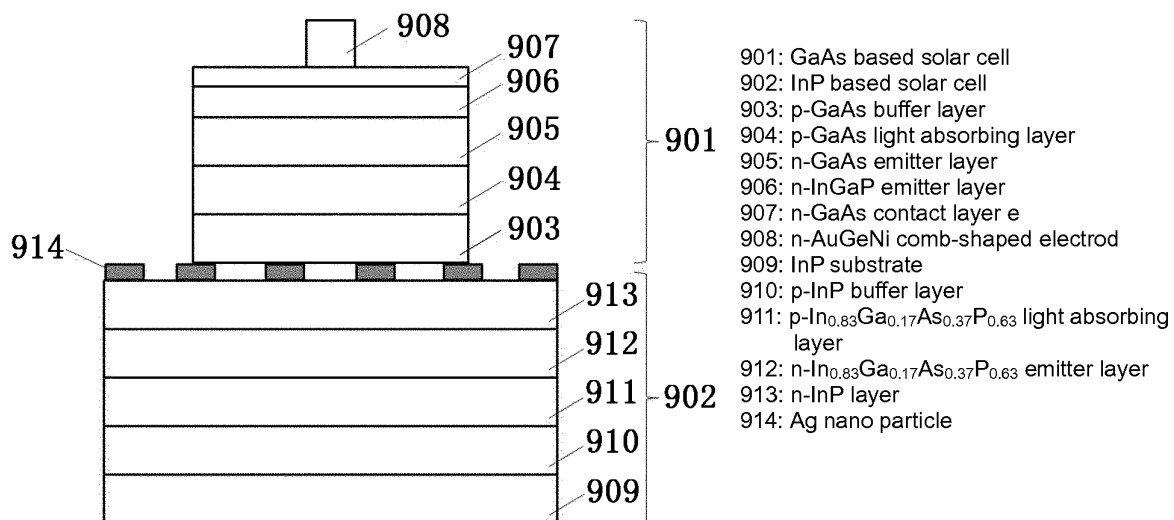 908
907
906
905
904
903
914
913
912
911
910
909
901
902
901: GaAs based solar cell
902: InP based solar cell
903: p-GaAs buffer layer
904: p-GaAs light absorbing layer
905: n-GaAs emitter layer
906: n-InGaP emitter layer
907: n-GaAs contact layer e
908: n-AuGeNi comb-shaped electrod
909: InP substrate
910: p-InP buffer layer
911: p-In₀.₈₃Ga₀.₁₇As₀.₃₇P₀.₆₃ light absorbing
layer
912: n-In₀.₈₃Ga₀.₁₇As₀.₃₇P₀.₆₃ emitter layer
913: n-InP layer
914: Ag nano particle